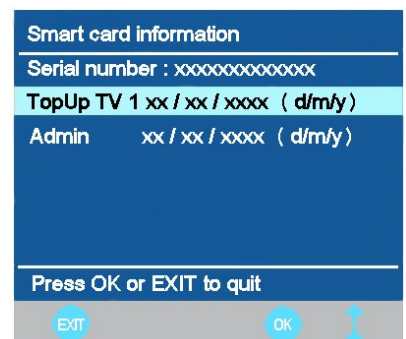 Smart card information
Serial number : xxxxxxxxxxxxx
TopUp TV 1 xx / xx / xxxx ( d/m/y )
Admin xx / xx / xxxx ( d/m/y )
Press OK or EXIT to quit
EXIT OK